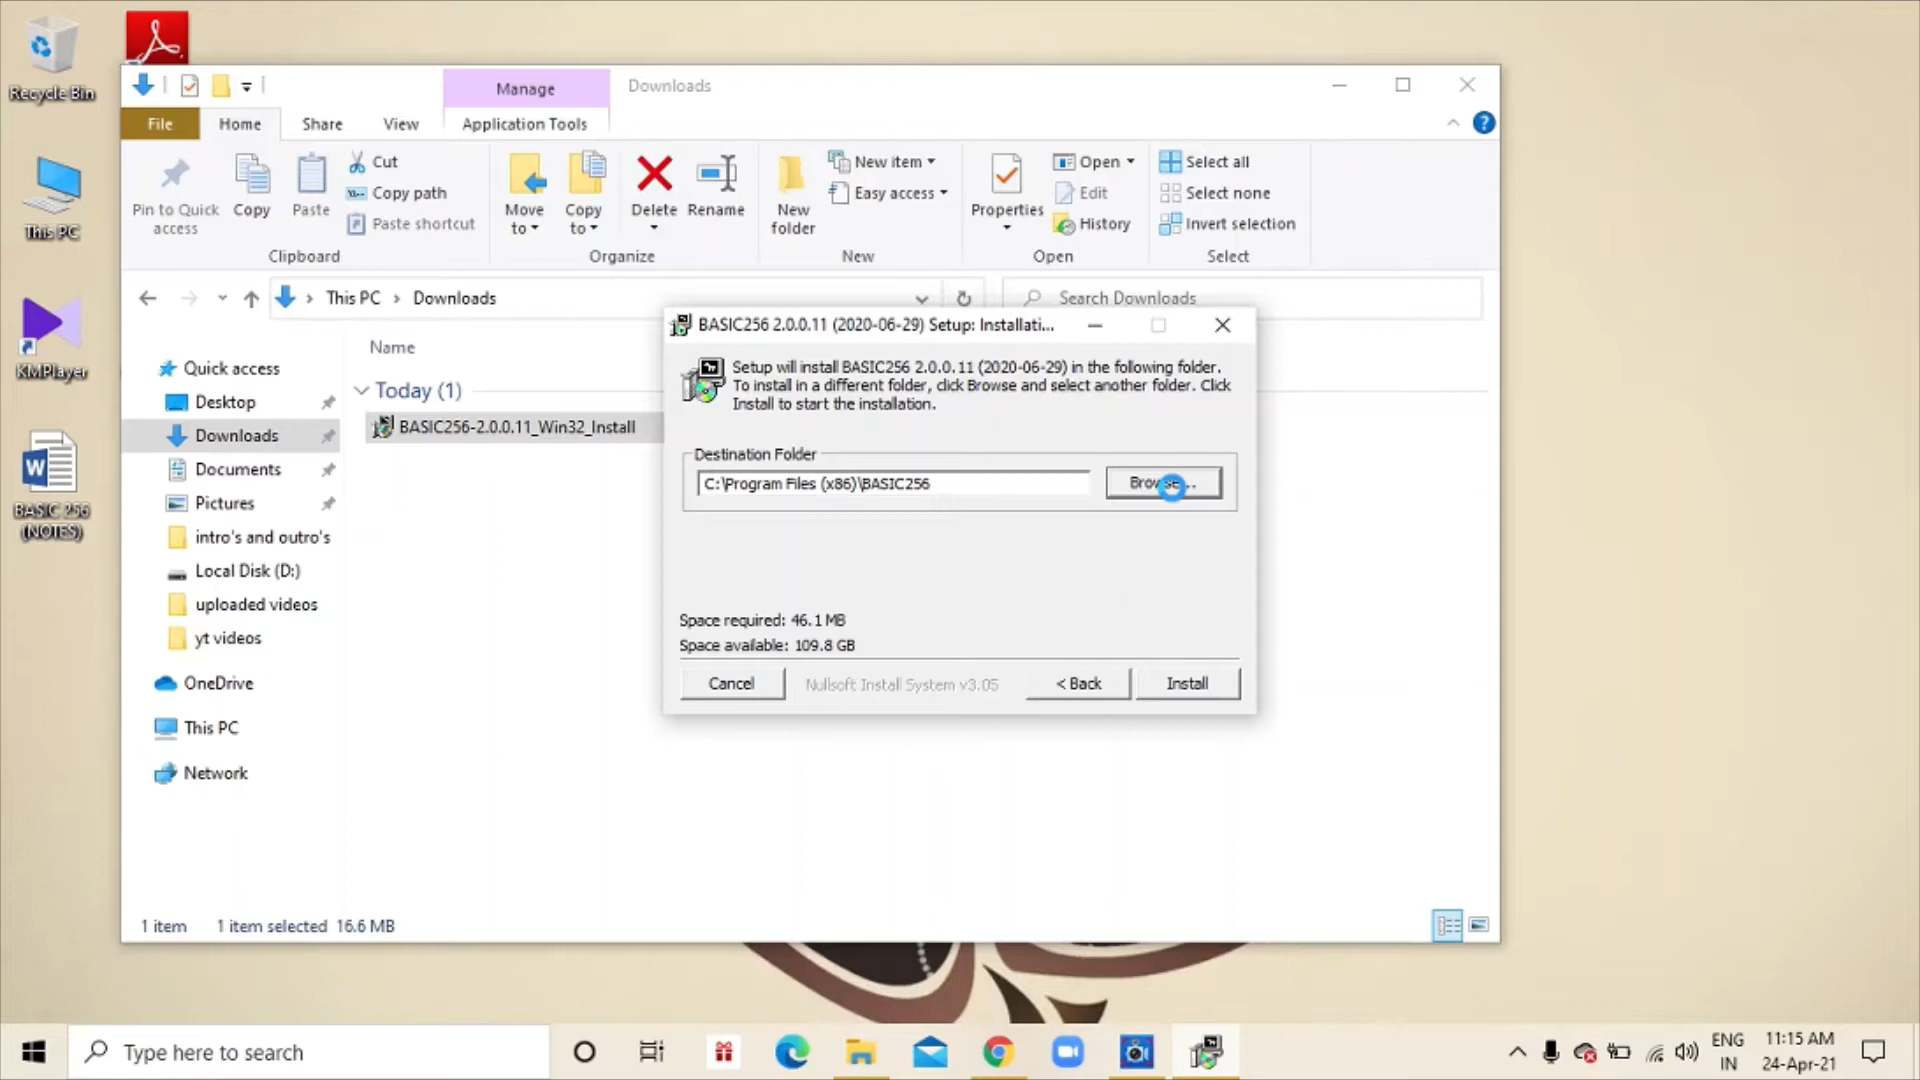 Recycle Bin
This PC
KMPlayer
BASIC 256
(NOTES)
Manage
Downloads
File
Home
Share
View
Application Tools
Pin to Quick
access
Copy
Paste
Cut
Copy path
Paste shortcut
Clipboard
Move
to
Copy
to
Delete
Rename
Organize
New
folder
New item
Easy access
New
Properties
Open
Edit
History
Open
Select all
Select none
Invert selection
Select
This PC > Downloads
Search Downloads
Name
Today (1)
BASIC256-2.0.0.11_Win32_Install
Quick access
Desktop
Downloads
Documents
Pictures
intro's and outro's
Local Disk (D:)
uploaded videos
yt videos
OneDrive
This PC
Network
1 item
1 item selected 16.6 MB
BASIC256 2.0.0.11 (2020-06-29) Setup: Installati...
Setup will install BASIC256 2.0.0.11 (2020-06-29) in the following folder.
To install in a different folder, click Browse and select another folder. Click
Install to start the installation.
Destination Folder
C:\Program Files (x86)\BASIC256
Browse...
Space required: 46.1 MB
Space available: 109.8 GB
Cancel
Nullsoft Install System v3.05
< Back
Install
Type here to search
ENG
IN
11:15 AM
24-Apr-21